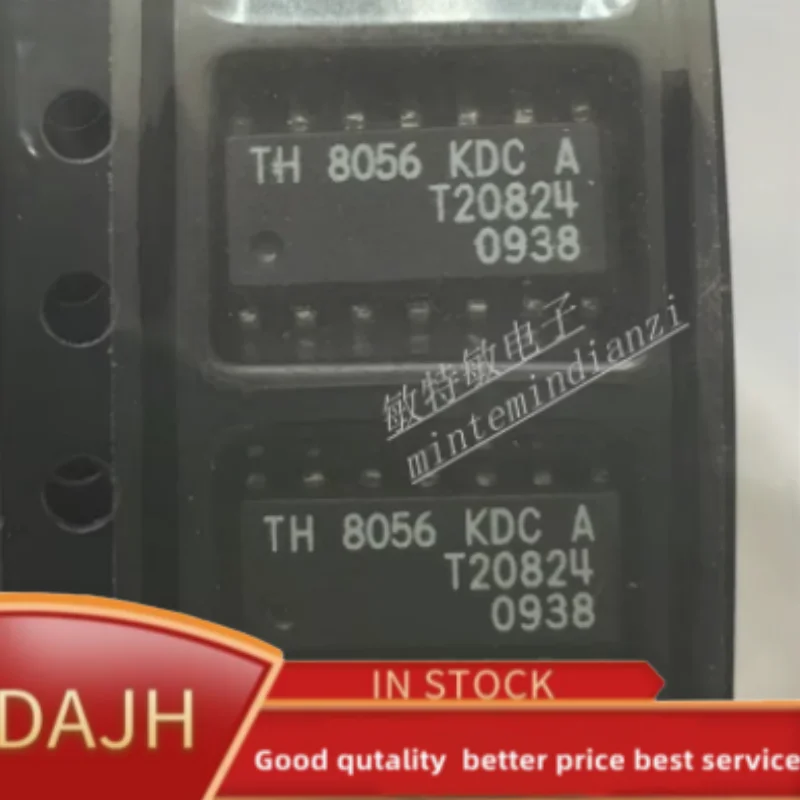 TH 8056 KDC A
T20824
0938
敏特敏电子
mintemindianzi
TH 8056 KDC A
T20824
0938
DAJH
IN STOCK
Good qutality better price best service